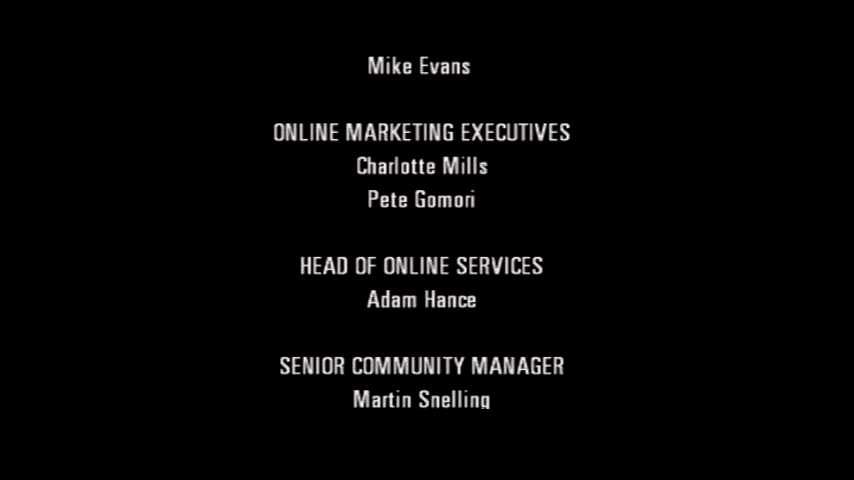 Mike Evans
ONLINE MARKETING EXECUTIVES
Charlotte Mills
Pete Gomori
HEAD OF ONLINE SERVICES
Adam Hance
SENIOR COMMUNITY MANAGER
Martin Snelling